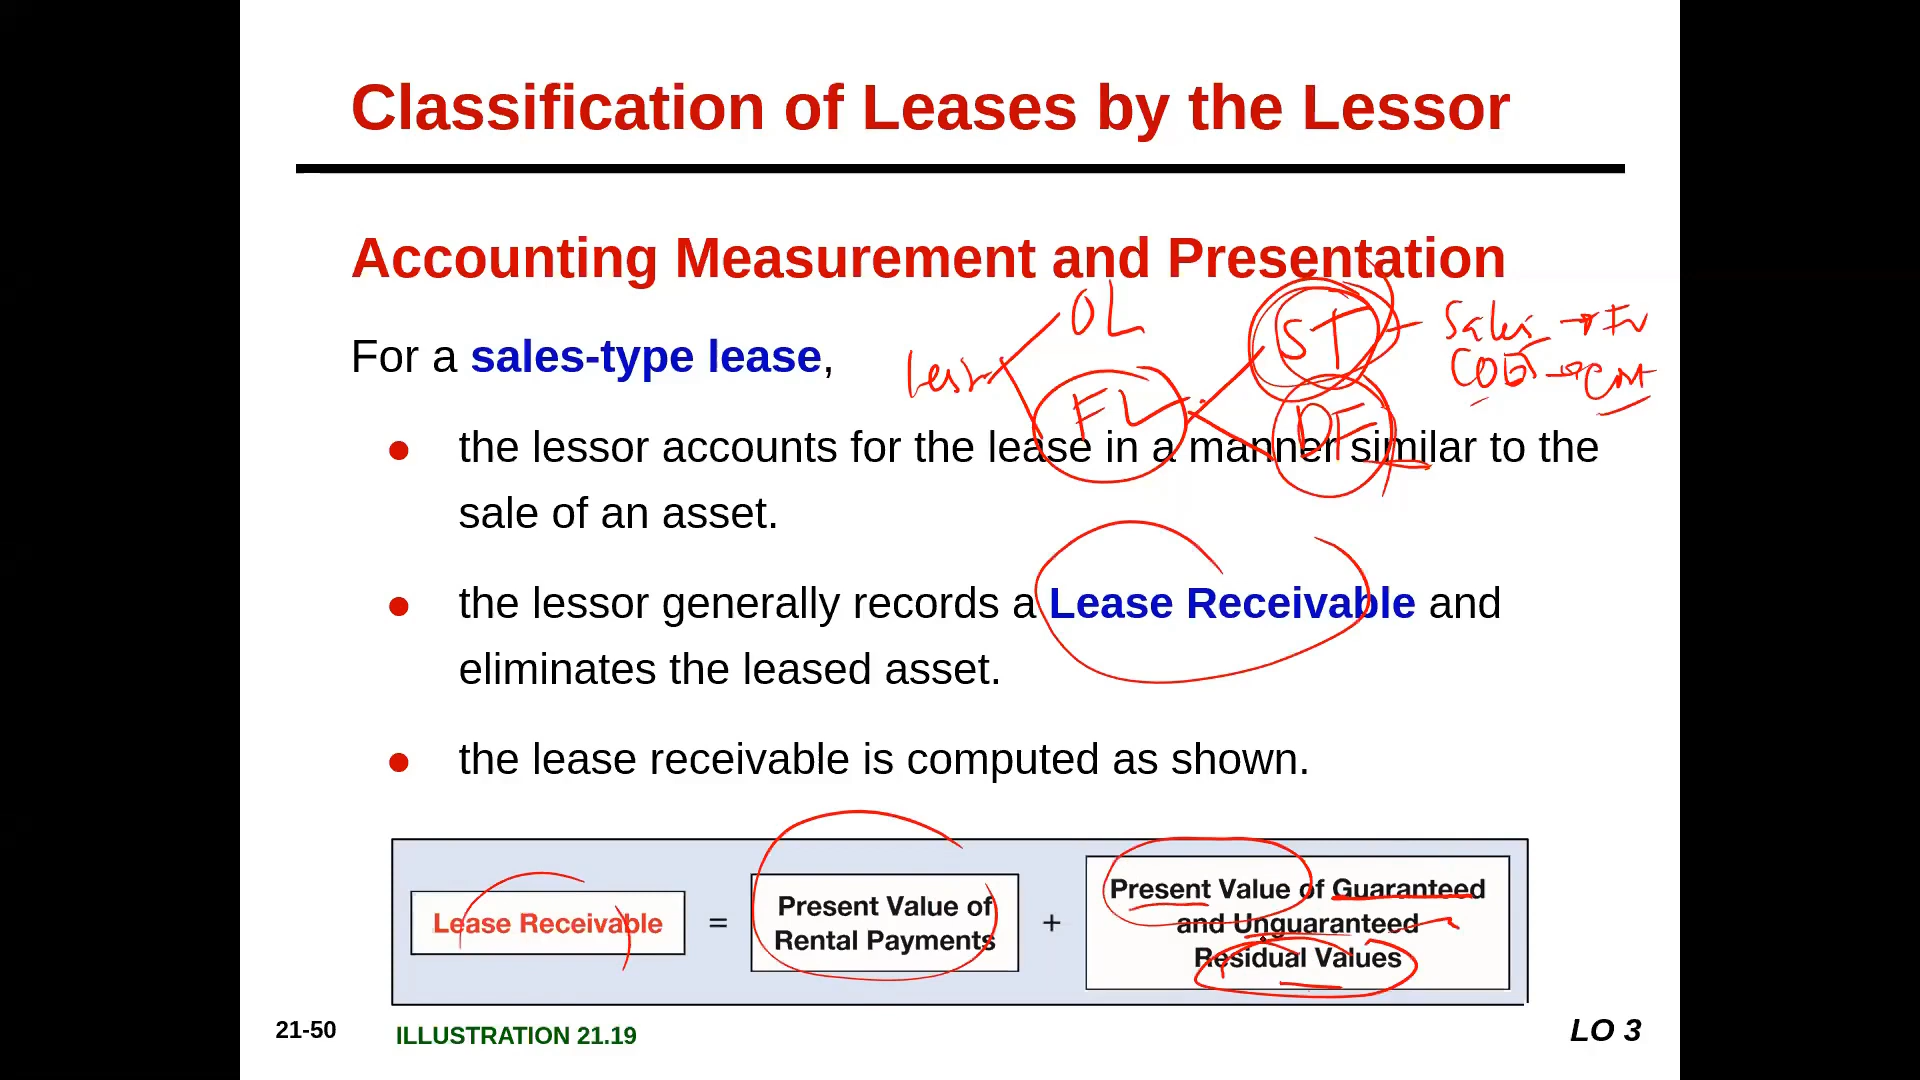 Classification of Leases by the Lessor
Accounting Measurement and Presentation
OL
ST
Sales → FV
For a sales-type lease,
FL
DF
COGS → Cost
● the lessor accounts for the lease in a manner similar to the
sale of an asset.
● the lessor generally records a Lease Receivable and
eliminates the leased asset.
● the lease receivable is computed as shown.
Lease Receivable
=
Present Value of
Rental Payments
+
Present Value of Guaranteed
and Unguaranteed
Residual Values
21-50
ILLUSTRATION 21.19
LO 3